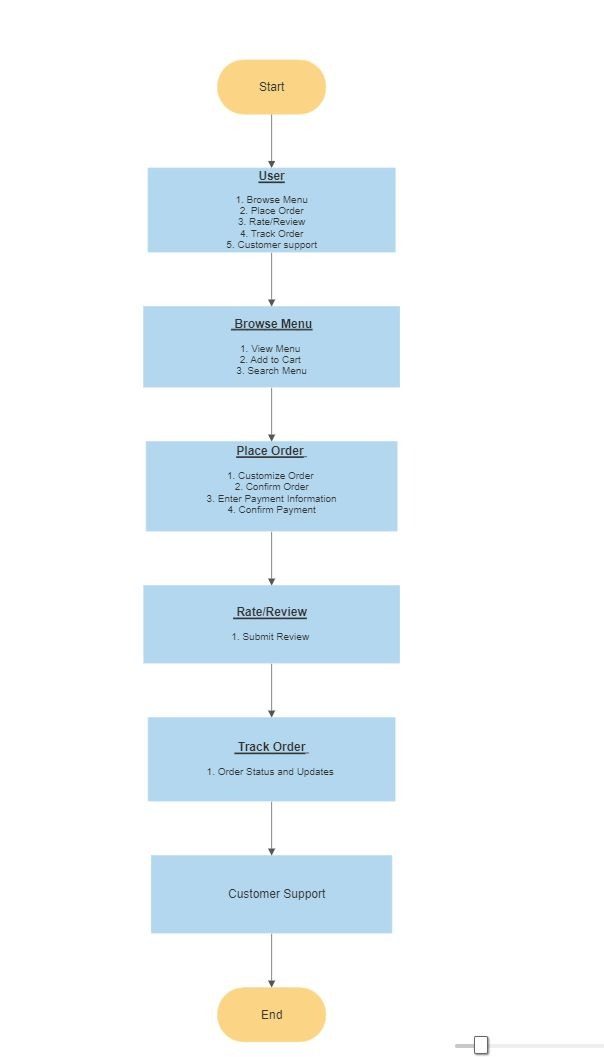 Start
User
1. Browse Menu
2. Place Order
3. Rate/Review
4. Track Order
5. Customer support
Browse Menu
1. View Menu
2. Add to Cart
3. Search Menu
Place Order
1. Customize Order
2. Confirm Order
3. Enter Payment Information
4. Confirm Payment
Rate/Review
1. Submit Review
Track Order
1. Order Status and Updates
Customer Support
End